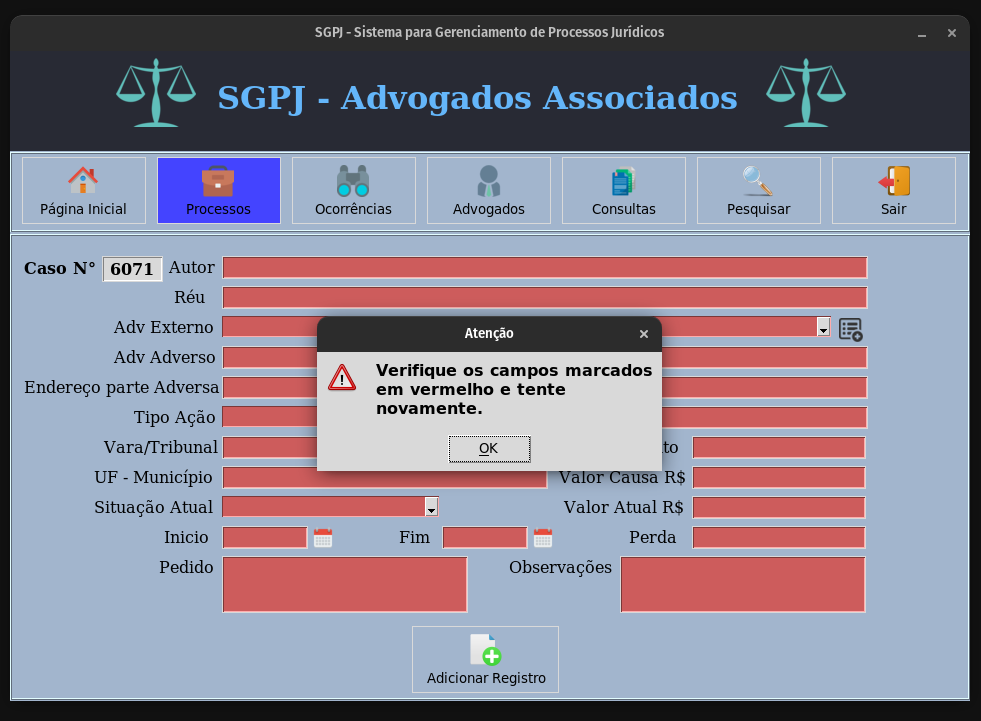 SGPJ - Sistema para Gerenciamento de Processos Jurídicos
SGPJ - Advogados Associados
Página Inicial
Processos
Ocorrências
Advogados
Consultas
Pesquisar
Sair
Caso N° 6071 Autor
Réu
Adv Externo
Adv Adverso
Endereço parte Adversa
Tipo Ação
Vara/Tribunal
UF - Município
Valor Causa R$
Situação Atual
Valor Atual R$
Inicio
Fim
Perda
Pedido
Observações
Adicionar Registro
Atenção
Verifique os campos marcados
em vermelho e tente
novamente.
OK